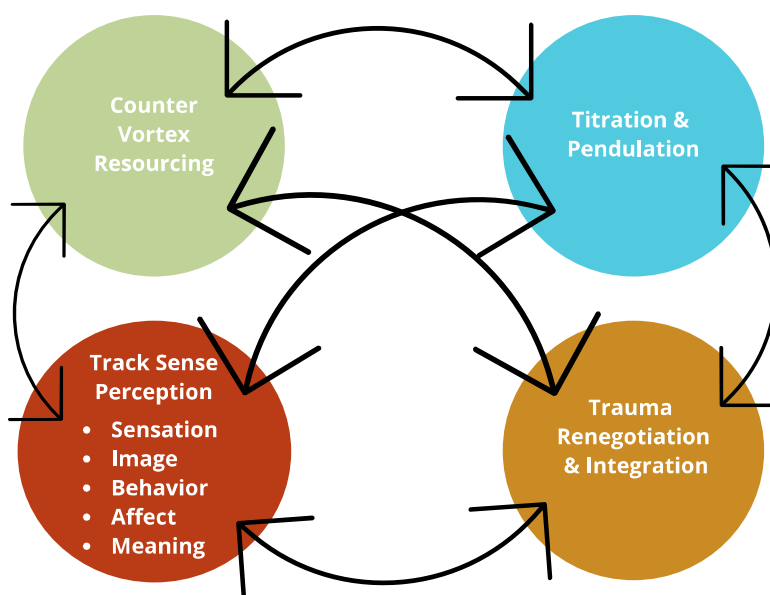 Counter
Vortex
Resourcing
Titration &
Pendulation
Track Sense
Perception
• Sensation
• Image
• Behavior
• Affect
• Meaning
Trauma
Renegotiation
& Integration